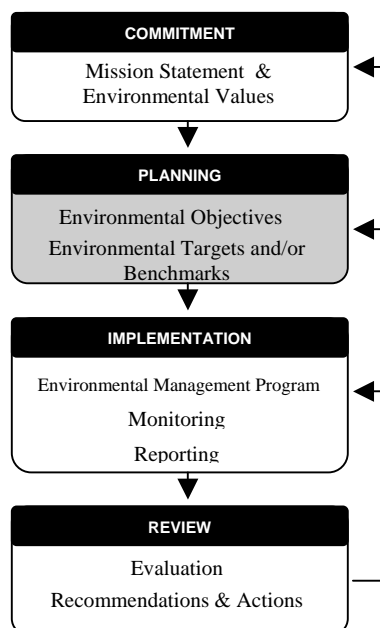 COMMITMENT
Mission Statement &
Environmental Values
PLANNING
Environmental Objectives
Environmental Targets and/or
Benchmarks
IMPLEMENTATION
Environmental Management Program
Monitoring
Reporting
REVIEW
Evaluation
Recommendations & Actions